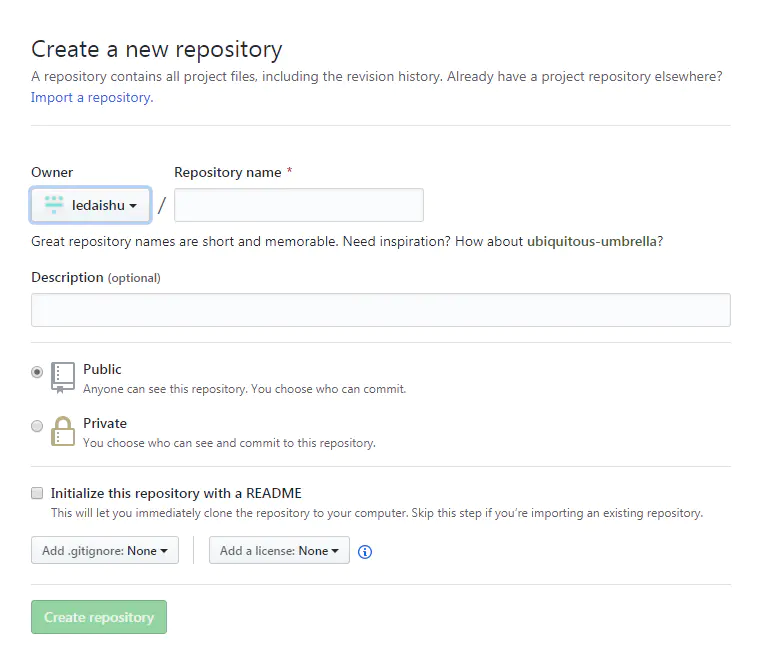 Create a new repository
A repository contains all project files, including the revision history. Already have a project repository elsewhere?
Import a repository.
Owner
Repository name *
ledaishu
/
Great repository names are short and memorable. Need inspiration? How about ubiquitous-umbrella?
Description (optional)
Public
Anyone can see this repository. You choose who can commit.
Private
You choose who can see and commit to this repository.
Initialize this repository with a README
This will let you immediately clone the repository to your computer. Skip this step if you're importing an existing repository.
Add .gitignore: None
Add a license: None
Create repository